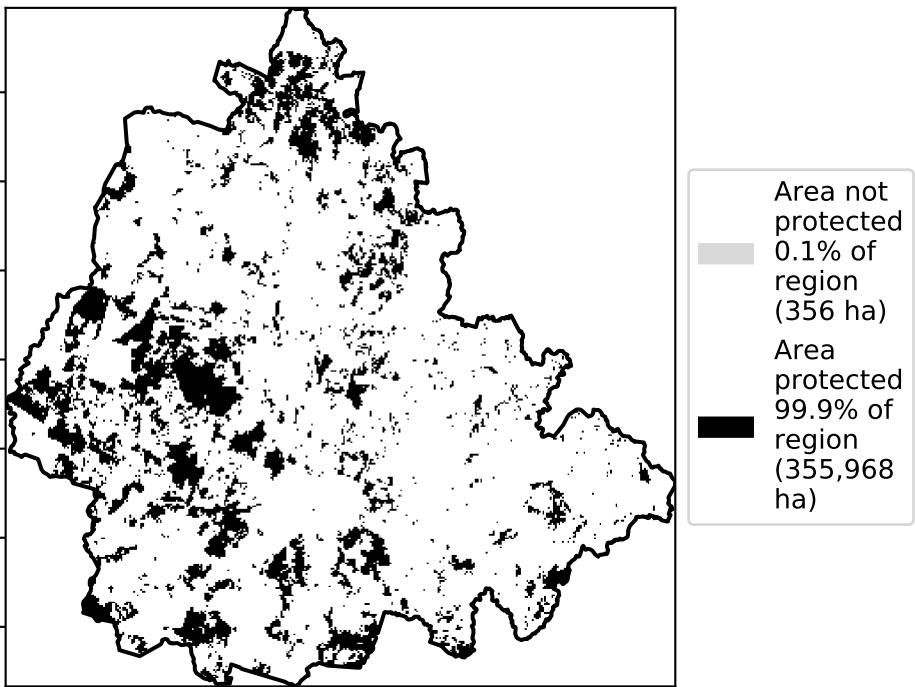 Area not
protected
0.1% of
region
(356 ha)
Area
protected
99.9% of
region
(355,968
ha)